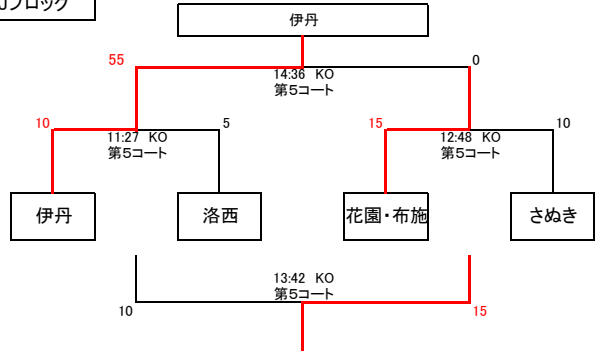 Jブロック
伊丹
55
0
14:36 KO
第5コート
10
5
15
10
11:27 KO
第5コート
12:48 KO
第5コート
伊丹
洛西
花園・布施
さぬき
13:42 KO
第5コート
10
15